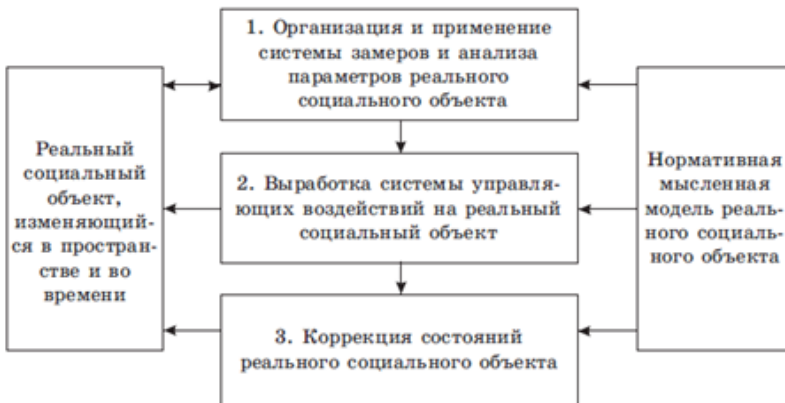 1. Организация и применение
системы замеров и анализа
параметров реального
социального объекта
Реальный
социальный
объект,
изменяющий-
ся в простран-
стве и во
времени
2. Выработка системы управля-
ющих воздействий на реальный
социальный объект
Нормативная
мысленная
модель реаль-
ного социаль-
ного объекта
3. Коррекция состояний
реального социального объекта